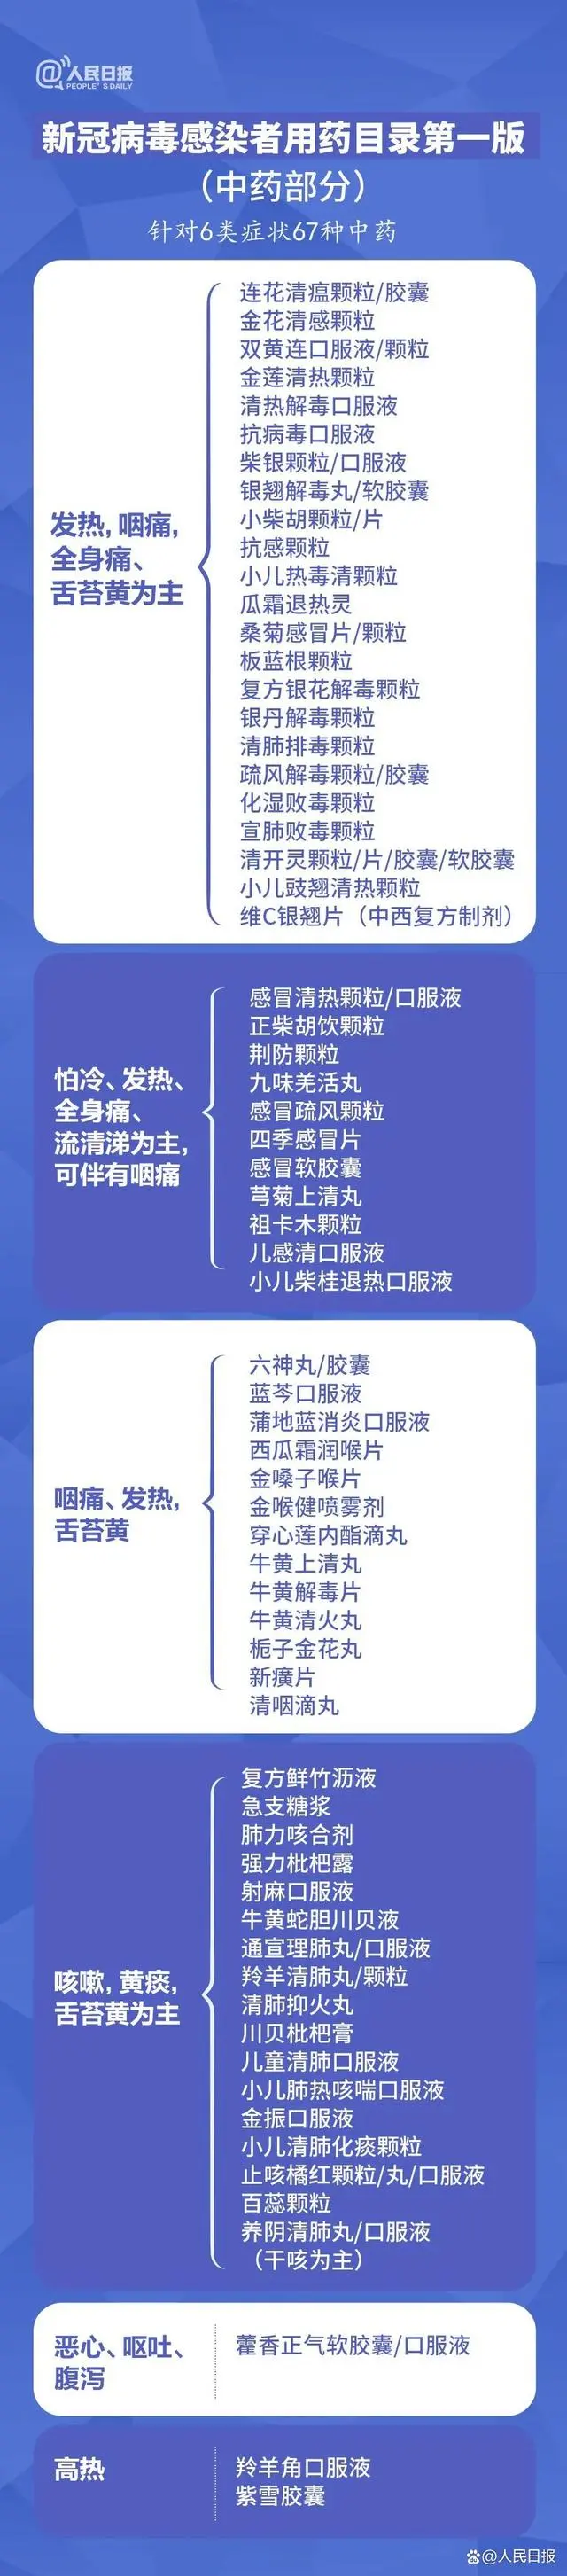 @人民日报
PEOPLE'S DAILY
新冠病毒感染者用药目录第一版
（中药部分）
针对6类症状67种中药
发热，咽痛，
全身痛、
舌苔黄为主
连花清瘟颗粒/胶囊
金花清感颗粒
双黄连口服液/颗粒
金莲清热颗粒
清热解毒口服液
抗病毒口服液
柴银颗粒/口服液
银翘解毒丸/软胶囊
小柴胡颗粒/片
抗感颗粒
小儿热毒清颗粒
瓜霜退热灵
桑菊感冒片/颗粒
板蓝根颗粒
复方银花解毒颗粒
银丹解毒颗粒
清肺排毒颗粒
疏风解毒颗粒/胶囊
化湿败毒颗粒
宣肺败毒颗粒
清开灵颗粒/片/胶囊/软胶囊
小儿豉翘清热颗粒
维C银翘片（中西复方制剂）
怕冷、发热、
全身痛、
流清涕为主，
可伴有咽痛
感冒清热颗粒/口服液
正柴胡饮颗粒
荆防颗粒
九味羌活丸
感冒疏风颗粒
四季感冒片
感冒软胶囊
芎菊上清丸
祖卡木颗粒
儿感清口服液
小儿柴桂退热口服液
咽痛、发热，
舌苔黄
六神丸/胶囊
蓝芩口服液
蒲地蓝消炎口服液
西瓜霜润喉片
金嗓子喉片
金喉健喷雾剂
穿心莲内酯滴丸
牛黄上清丸
牛黄解毒片
牛黄清火丸
栀子金花丸
新癀片
清咽滴丸
咳嗽，黄痰，
舌苔黄为主
复方鲜竹沥液
急支糖浆
肺力咳合剂
强力枇杷露
射麻口服液
牛黄蛇胆川贝液
通宣理肺丸/口服液
羚羊清肺丸/颗粒
清肺抑火丸
川贝枇杷膏
儿童清肺口服液
小儿肺热咳喘口服液
金振口服液
小儿清肺化痰颗粒
止咳橘红颗粒/丸/口服液
百蕊颗粒
养阴清肺丸/口服液
（干咳为主）
恶心、呕吐、
腹泻
藿香正气软胶囊/口服液
高热
羚羊角口服液
紫雪胶囊
@人民日报